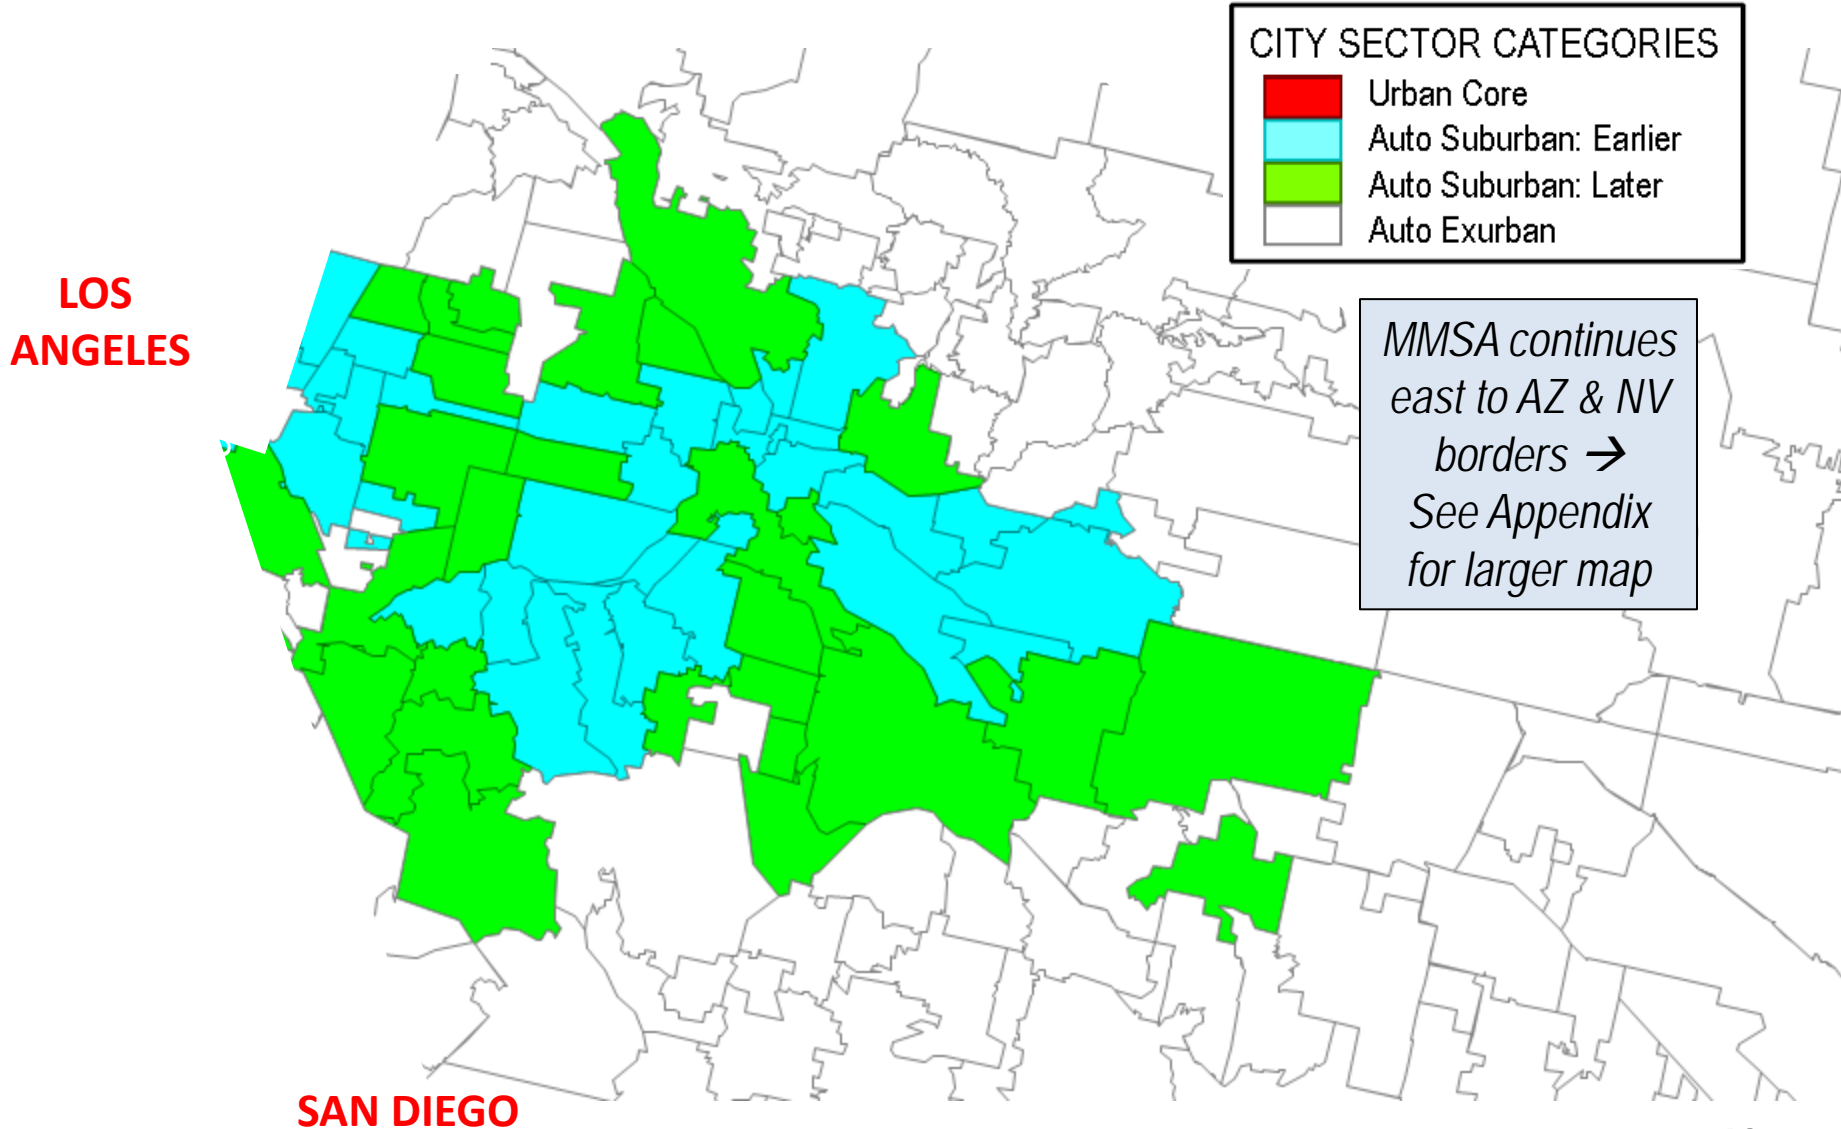 CITY SECTOR CATEGORIES
Urban Core
Auto Suburban: Earlier
Auto Suburban: Later
Auto Exurban
LOS
ANGELES
MMSA continues
east to AZ & NV
borders →
See Appendix
for larger map
SAN DIEGO